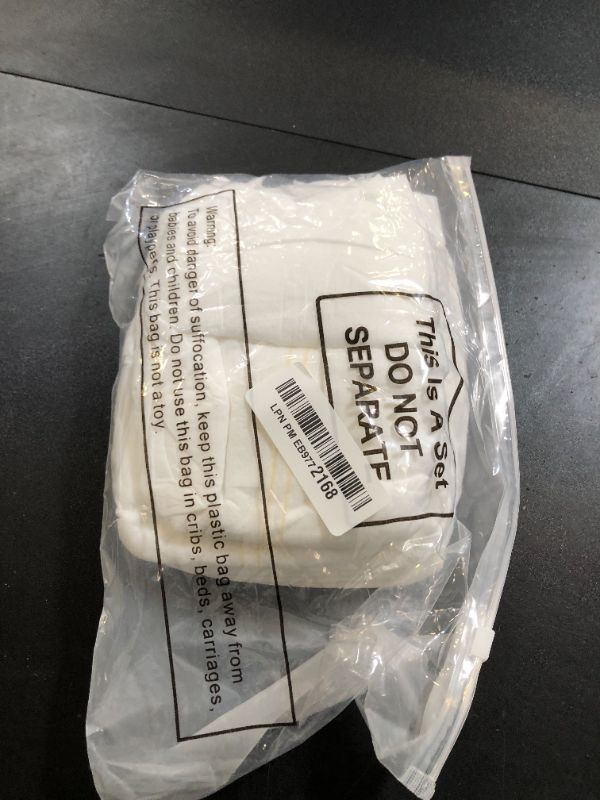 Warning:
To avoid danger of suffocation, keep this plastic bag away from
babies and children. Do not use this bag in cribs, beds, carriages,
or playpens. This bag is not a toy.
This Is A Set
DO NOT
SEPARATE
LPN PM EB9772168